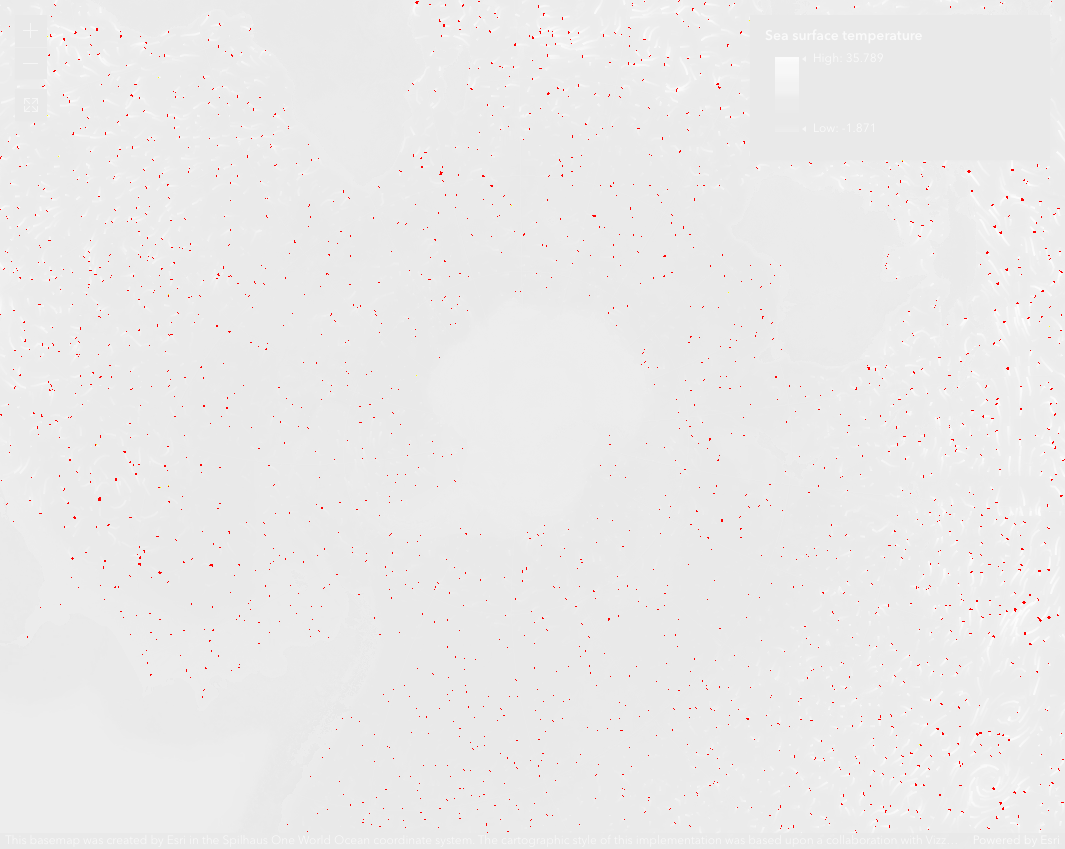 Sea surface temperature
High: 35.789
Low: -1.871
This basemap was created by Esri in the Spilhaus One World Ocean coordinate system. The cartographic style of this implementation was based upon a collaboration with Vizz...
Powered by Esri